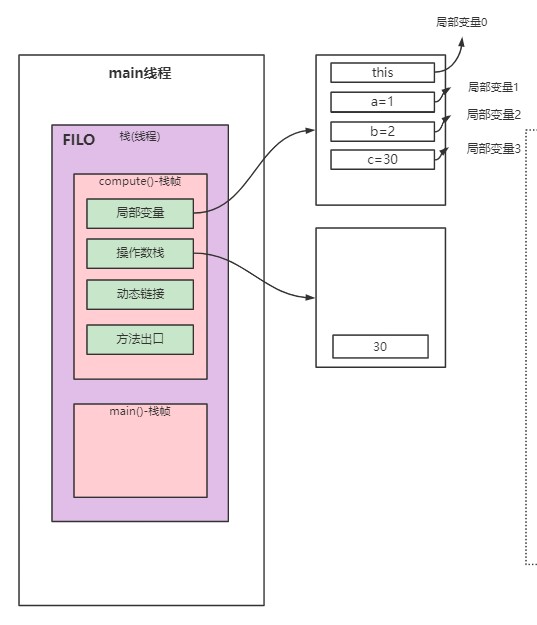 局部变量0
main线程
this
局部变量1
a=1
局部变量2
FILO
栈(线程)
b=2
局部变量3
c=30
compute()-栈帧
局部变量
操作数栈
动态链接
方法出口
30
main()-栈帧